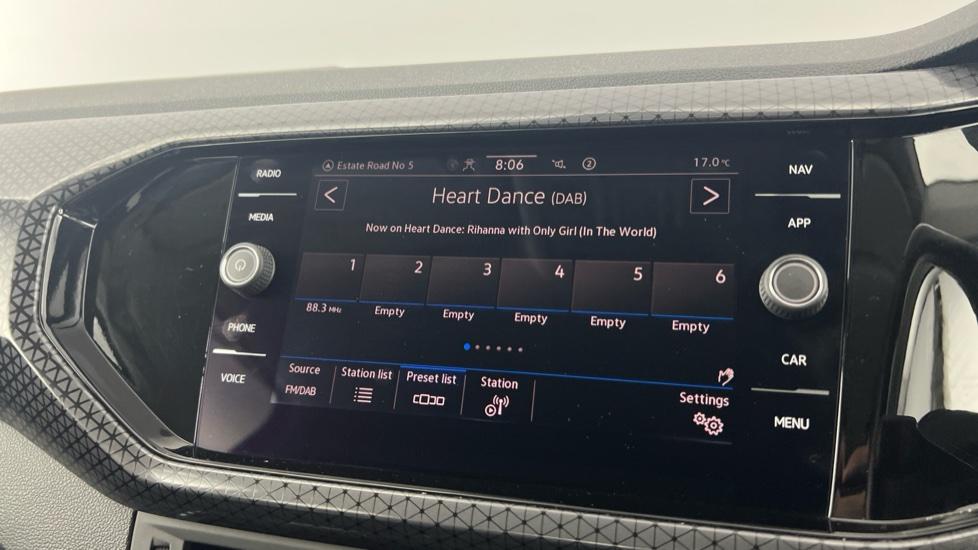 Estate Road No 5 8:06 2 17.0 °C
RADIO
MEDIA
PHONE
VOICE
< Heart Dance (DAB) >
Now on Heart Dance: Rihanna with Only Girl (In The World)
1 2 3 4 5 6
88.3 MHz Empty Empty Empty Empty Empty
Source Station list Preset list Station Settings
FM/DAB
NAV
APP
CAR
MENU